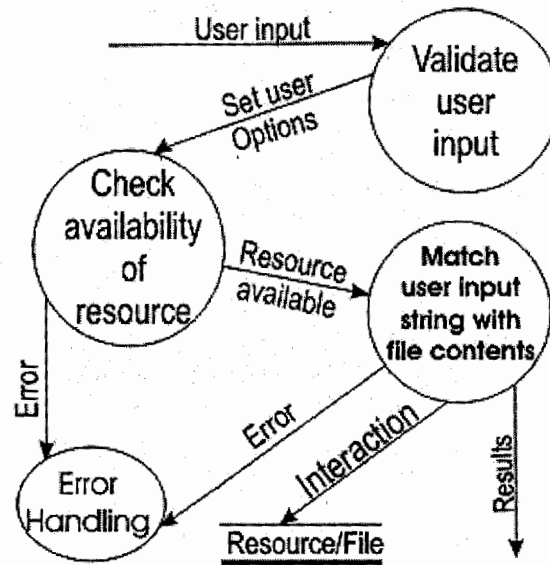 User input
Validate
user
input
Set user
Options
Check
availability
of
resource
Resource
available
Match
user input
string with
file contents
Error
Error
Interaction
Results
Error
Handling
Resource/File